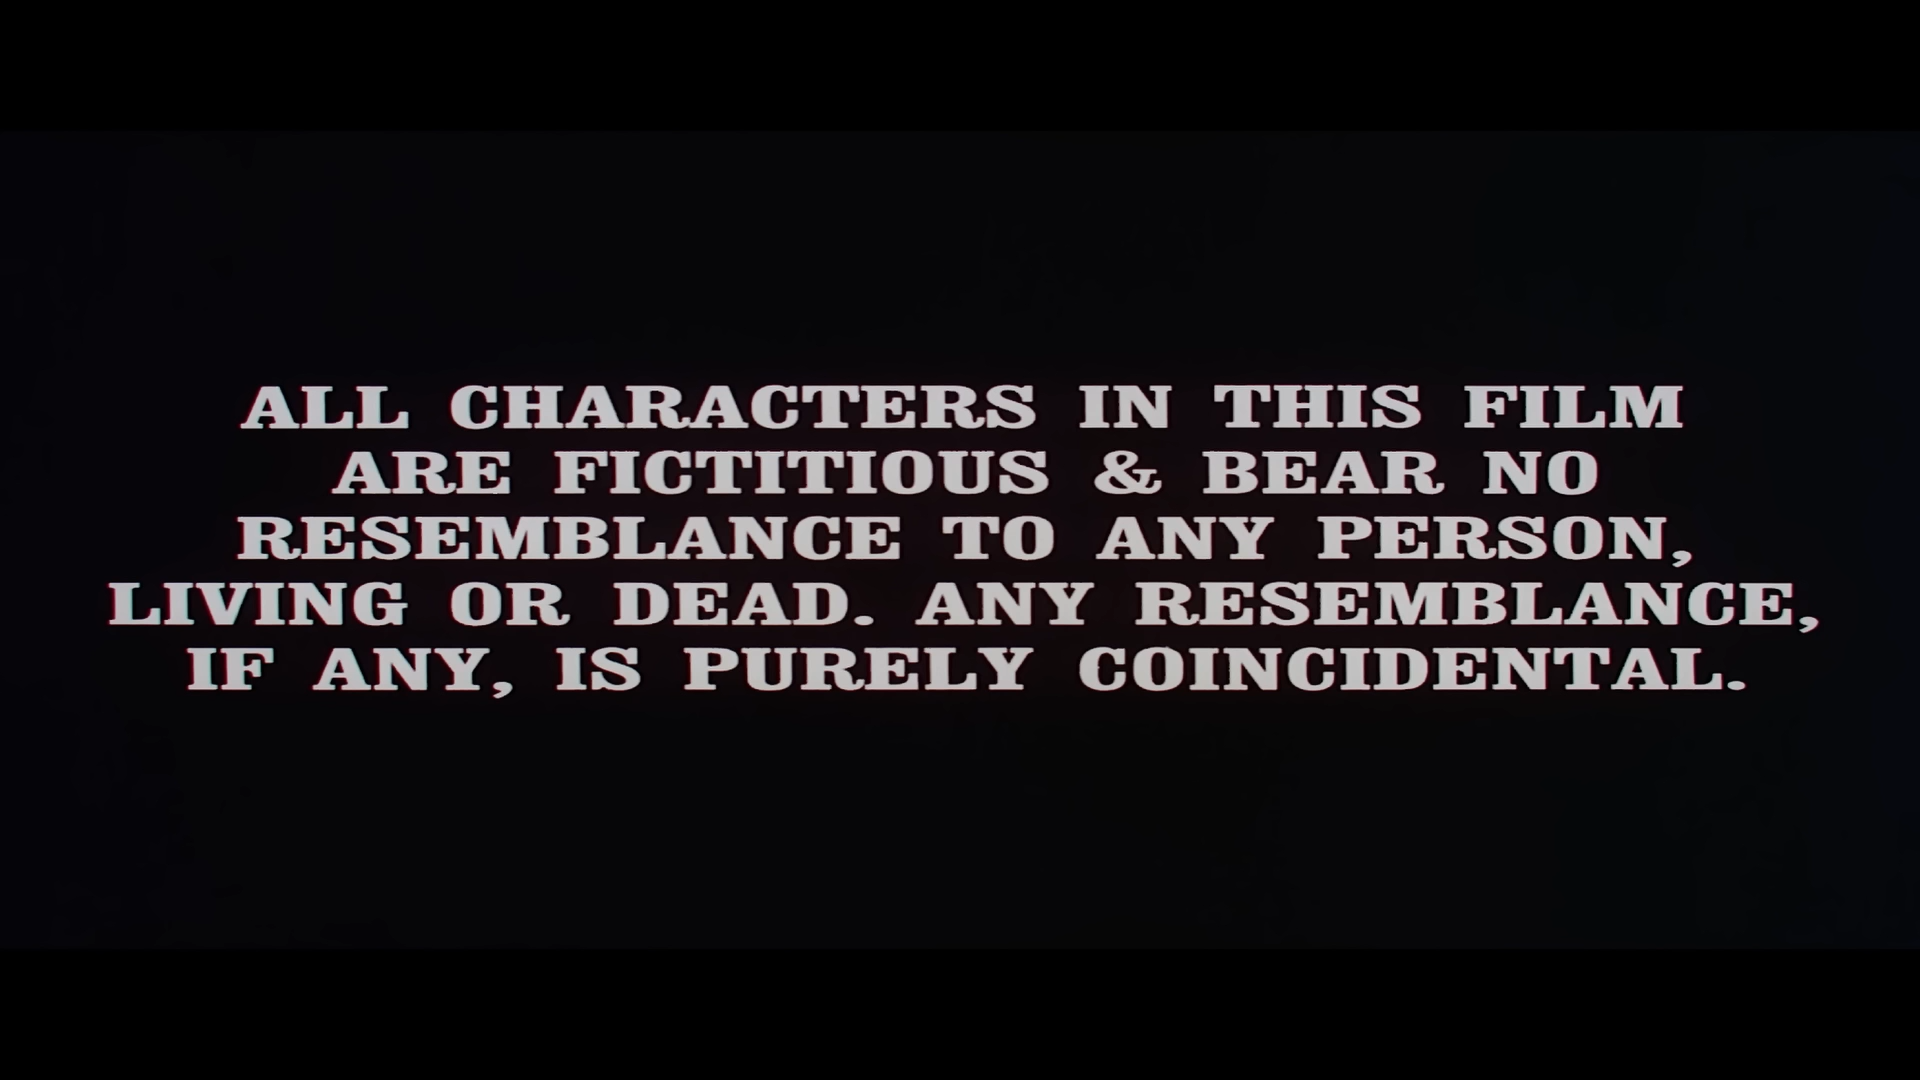 ALL CHARACTERS IN THIS FILM
ARE FICTITIOUS & BEAR NO
RESEMBLANCE TO ANY PERSON,
LIVING OR DEAD. ANY RESEMBLANCE,
IF ANY, IS PURELY COINCIDENTAL.